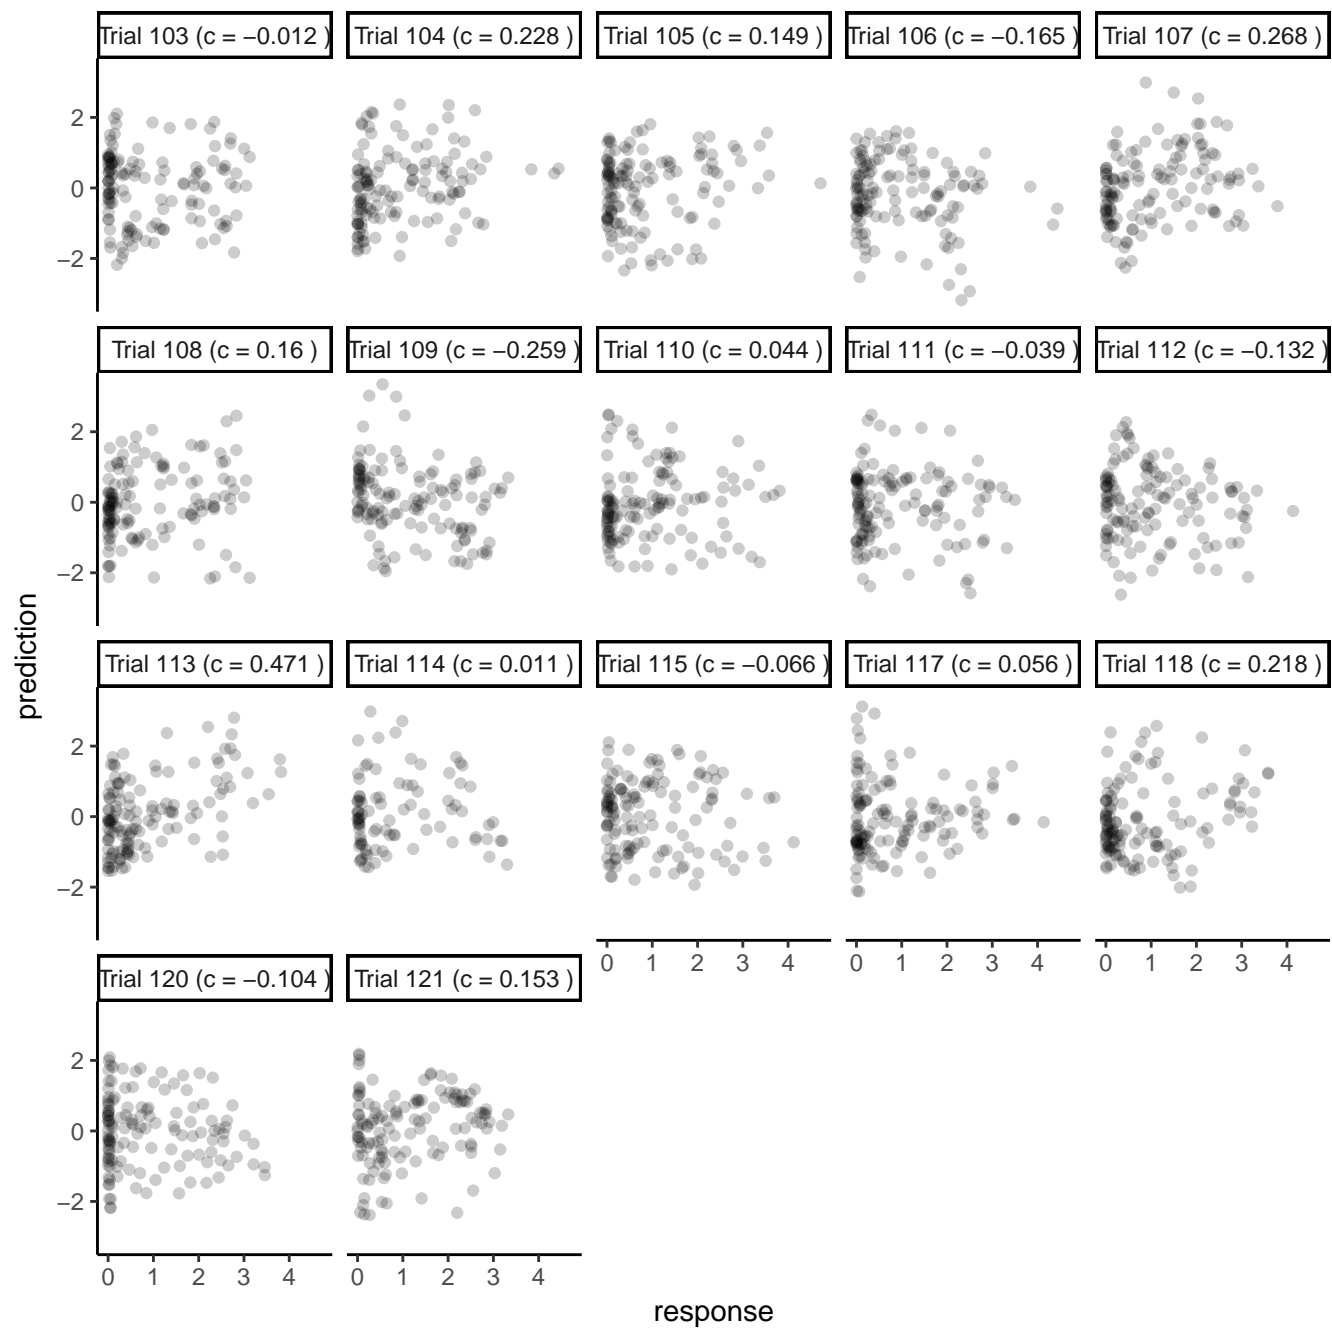 Trial 103 (c = −0.012 )
Trial 104 (c = 0.228 )
Trial 105 (c = 0.149 )
Trial 106 (c = −0.165 )
Trial 107 (c = 0.268 )
2
0
−2
Trial 108 (c = 0.16 )
Trial 109 (c = −0.259 )
Trial 110 (c = 0.044 )
Trial 111 (c = −0.039 )
Trial 112 (c = −0.132 )
2
0
−2
prediction
Trial 113 (c = 0.471 )
Trial 114 (c = 0.011 )
Trial 115 (c = −0.066 )
Trial 117 (c = 0.056 )
Trial 118 (c = 0.218 )
2
0
−2
0 1 2 3 4
0 1 2 3 4
0 1 2 3 4
Trial 120 (c = −0.104 )
Trial 121 (c = 0.153 )
2
0
−2
0 1 2 3 4
0 1 2 3 4
response